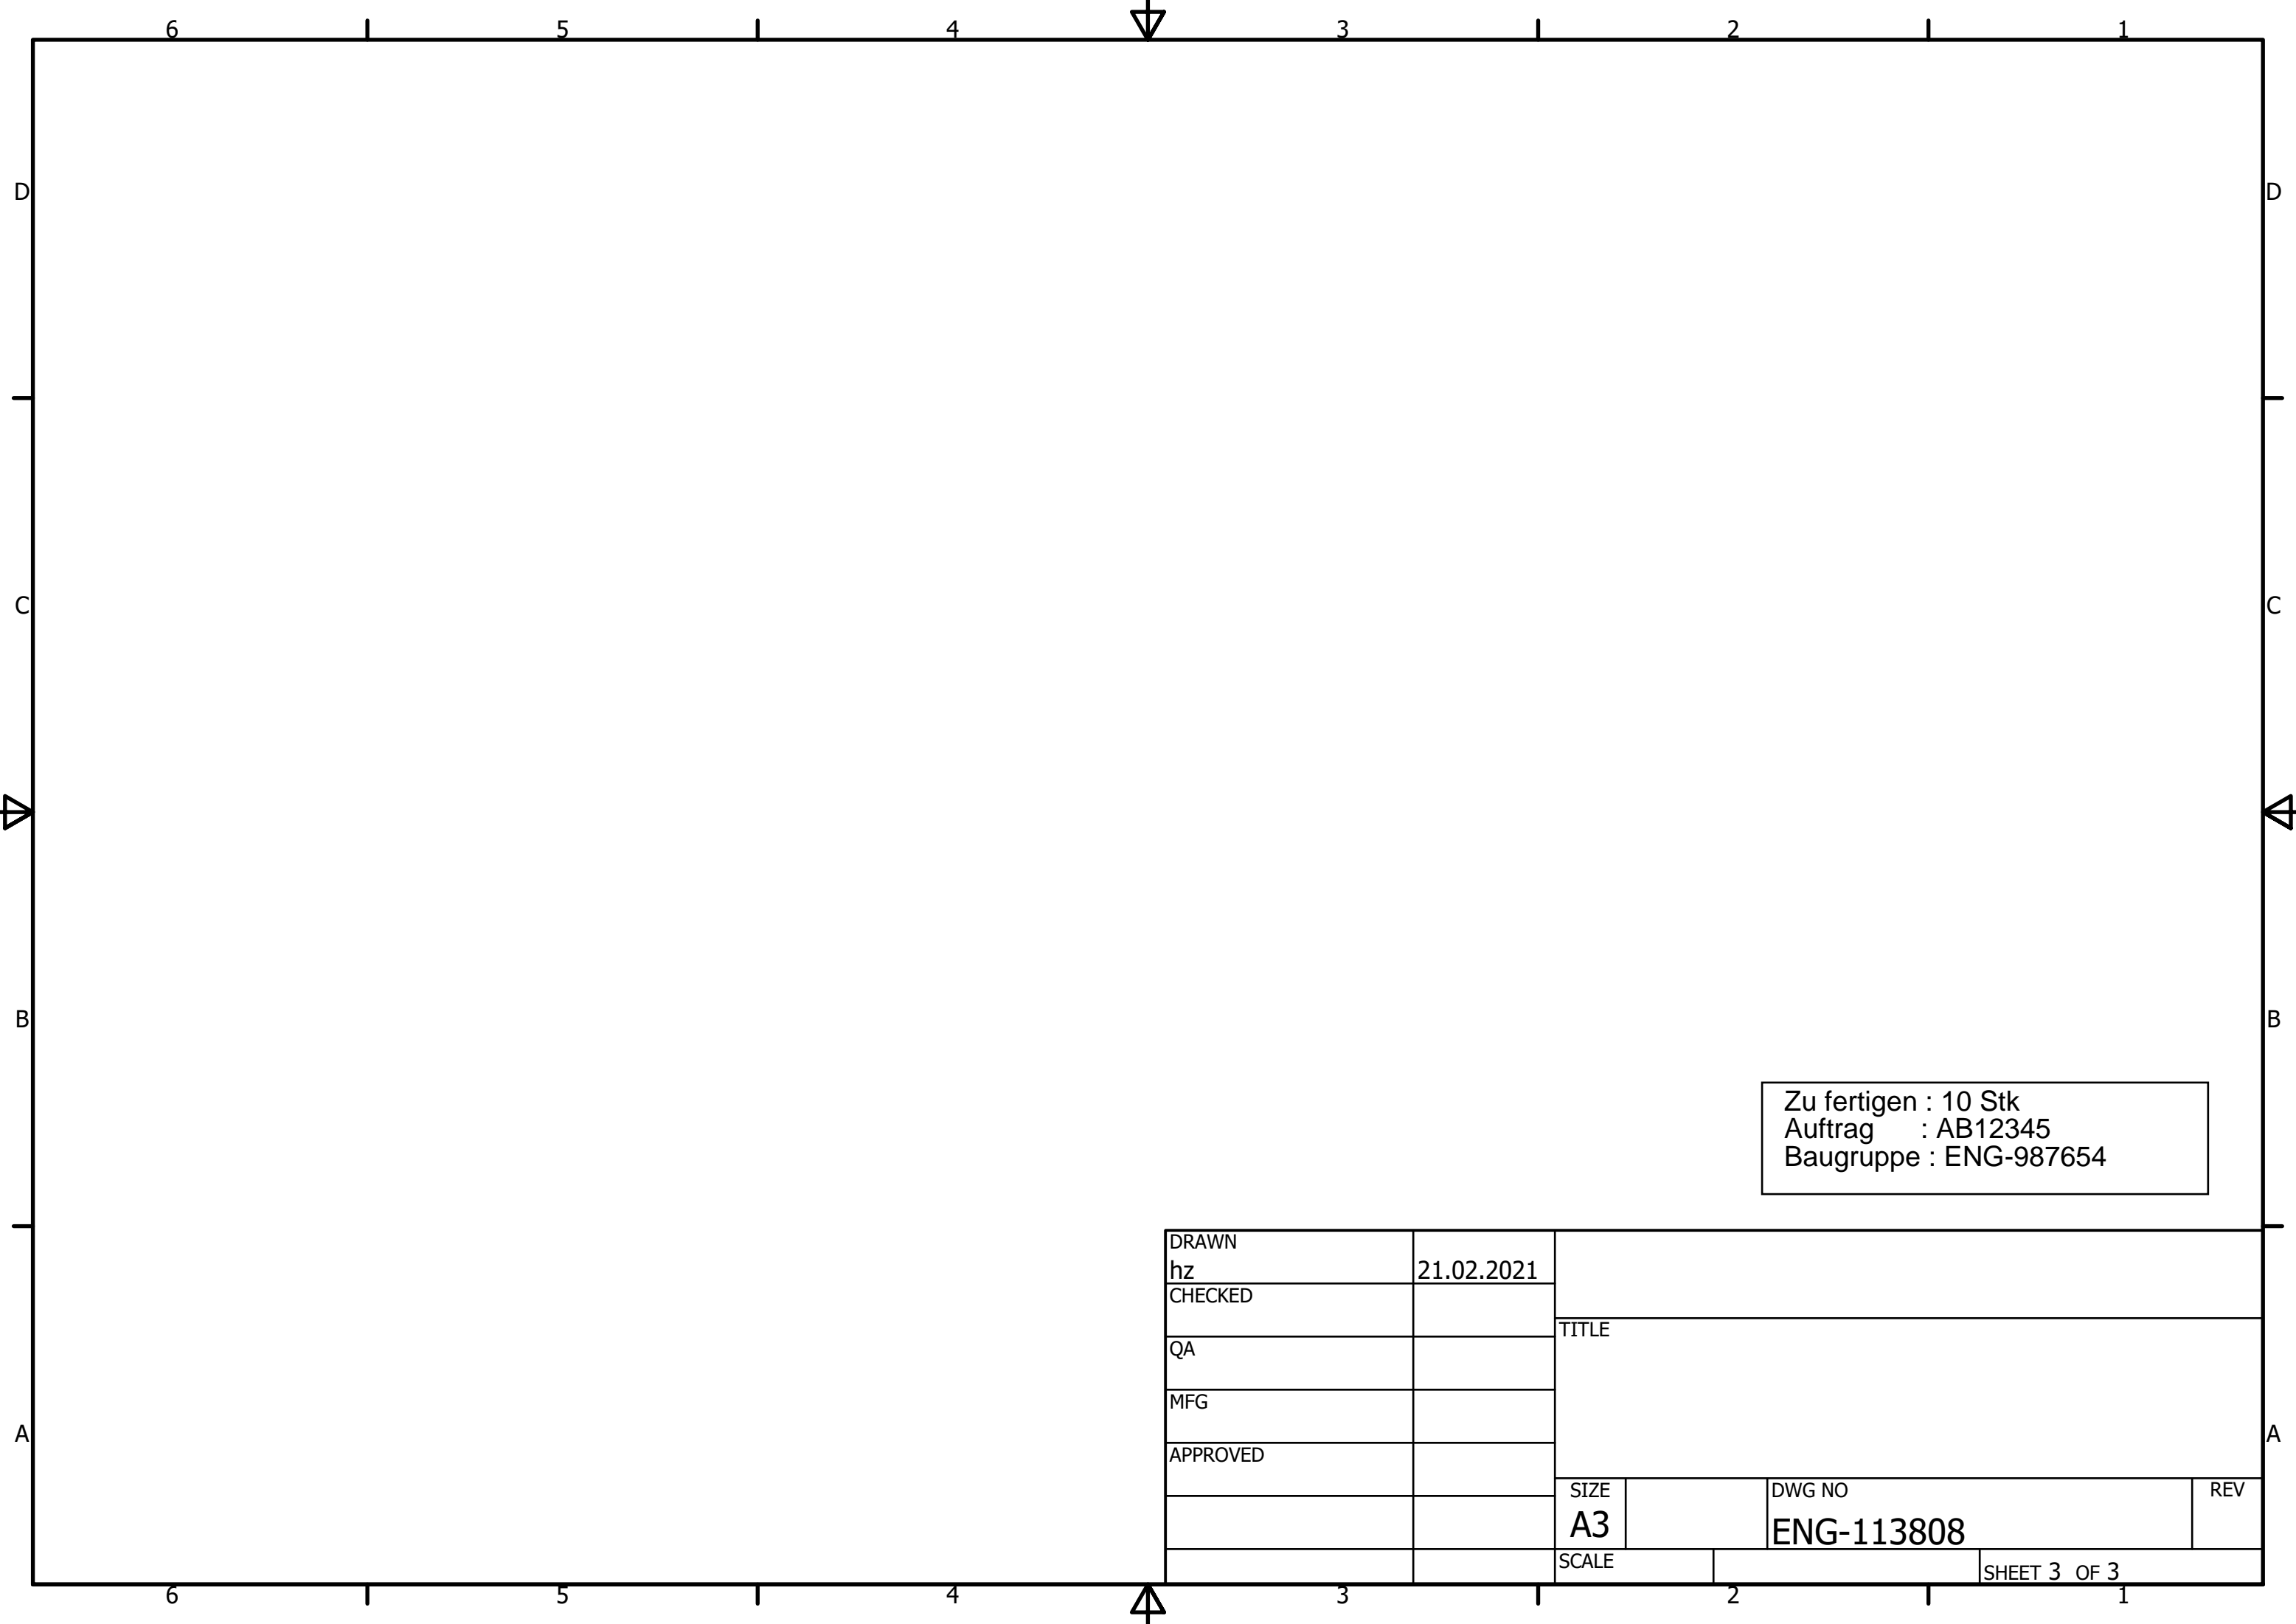 6 5 4 3 2 1
D D
C C
B B
Zu fertigen : 10 Stk
Auftrag : AB12345
Baugruppe : ENG-987654
DRAWN
hz 21.02.2021
CHECKED
TITLE
QA
MFG
A A
APPROVED
SIZE DWG NO REV
A3 ENG-113808
SCALE SHEET 3 OF 3
6 5 4 3 2 1